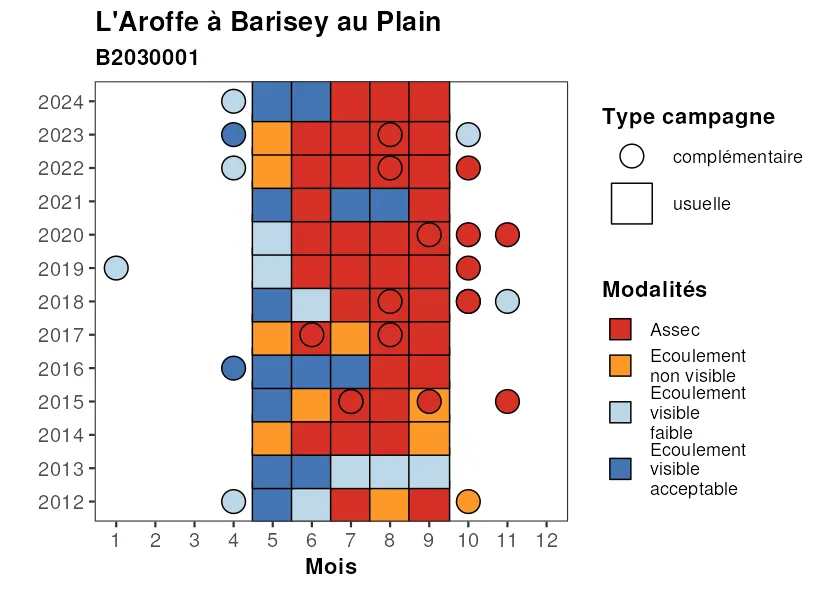 L'Aroffe à Barisey au Plain
B2030001
2024
2023
2022
2021
2020
2019
2018
2017
2016
2015
2014
2013
2012
1 2 3 4 5 6 7 8 9 10 11 12
Mois
Type campagne
complémentaire
usuelle
Modalités
Assec
Ecoulement
non visible
Ecoulement
visible
faible
Ecoulement
visible
acceptable